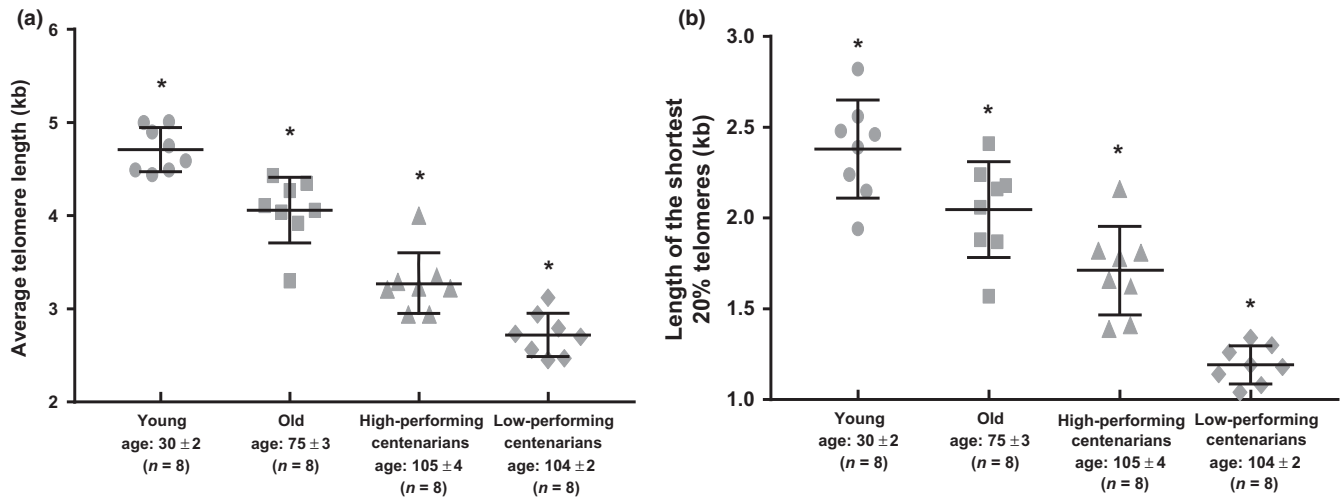 (a)
Average telomere length (kb)
6
5
4
3
2
*
*
*
*
Young
age: 30 ±2
(n = 8)
Old
age: 75 ±3
(n = 8)
High-performing
centenarians
age: 105 ±4
(n = 8)
Low-performing
centenarians
age: 104 ±2
(n = 8)
(b)
Length of the shortest
20% telomeres (kb)
3.0
2.5
2.0
1.5
1.0
*
*
*
*
Young
age: 30 ±2
(n = 8)
Old
age: 75 ±3
(n = 8)
High-performing
centenarians
age: 105 ±4
(n = 8)
Low-performing
centenarians
age: 104 ±2
(n = 8)